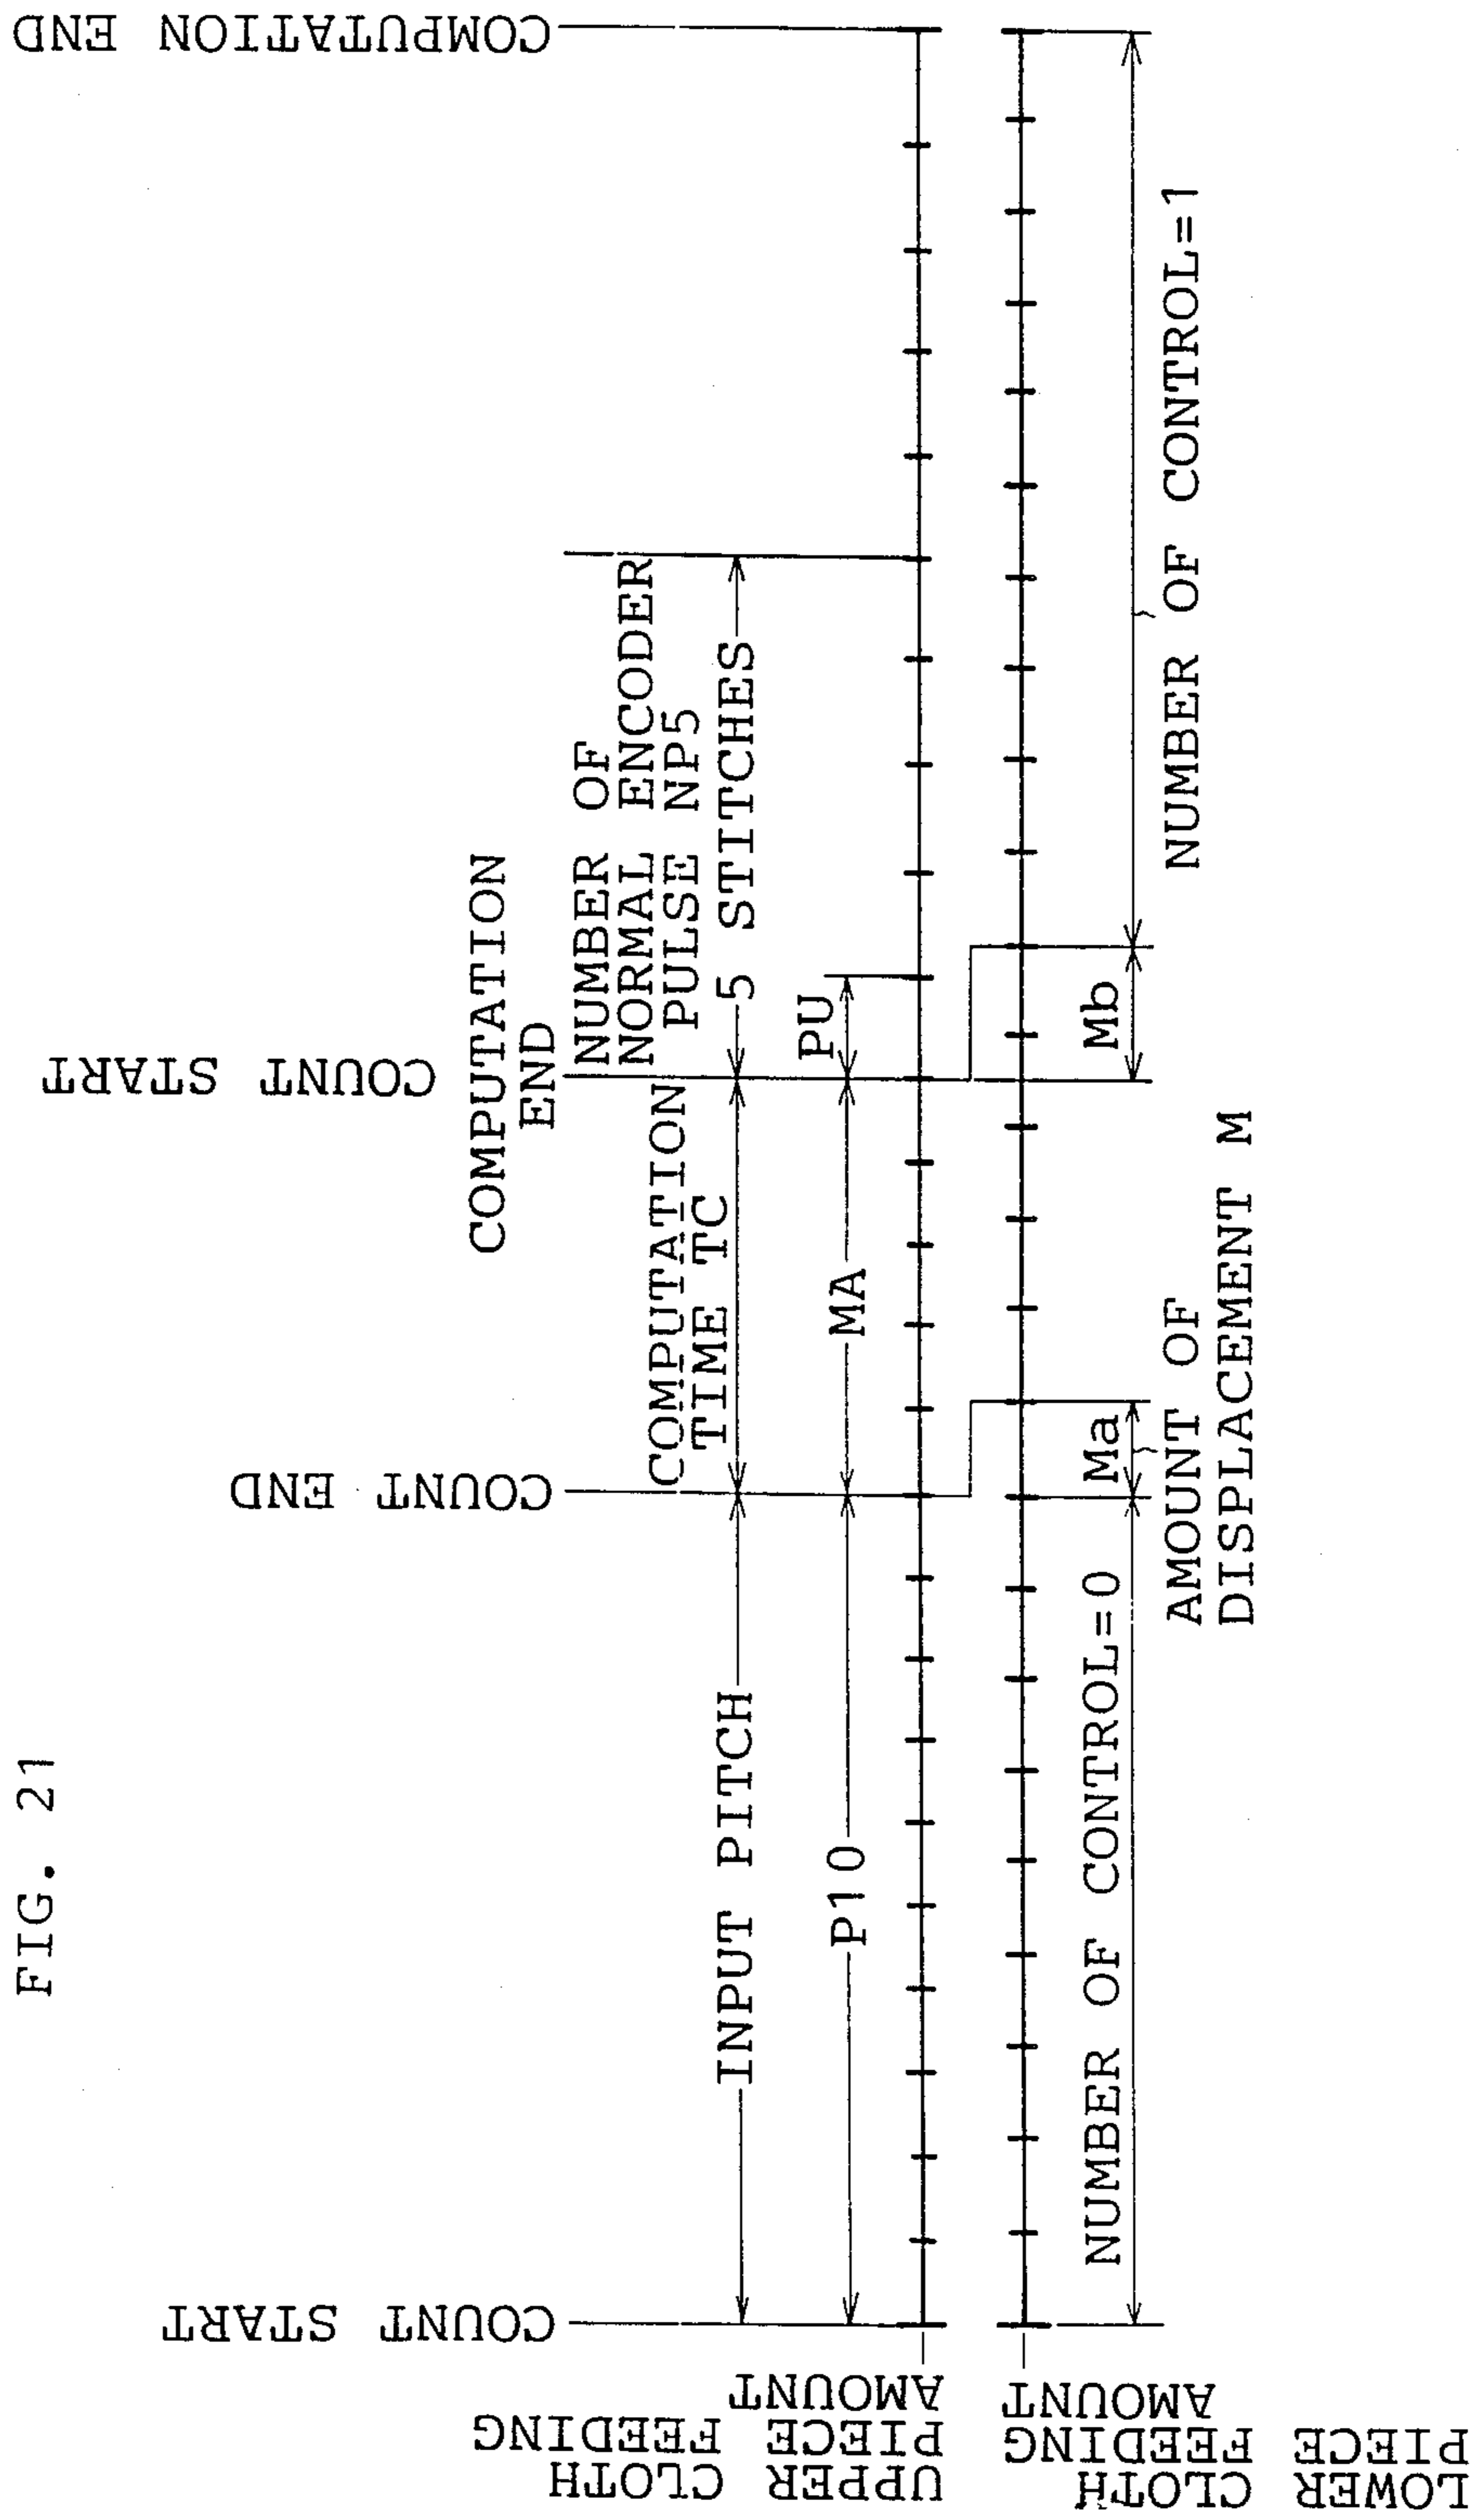 FIG. 21
COUNT START
COUNT END
COUNT START
COMPUTATION
END
COMPUTATION END
INPUT PITCH
COMPUTATION
TIME TC
NUMBER OF
NORMAL ENCODER
PULSE NP5
5 STITCHES
P10
MA
PU
UPPER CLOTH
PIECE FEEDING
AMOUNT
LOWER
PIECE
CLOTH
FEEDING
AMOUNT
NUMBER OF CONTROL=0
Ma
Mb
AMOUNT OF
DISPLACEMENT M
NUMBER OF CONTROL=1